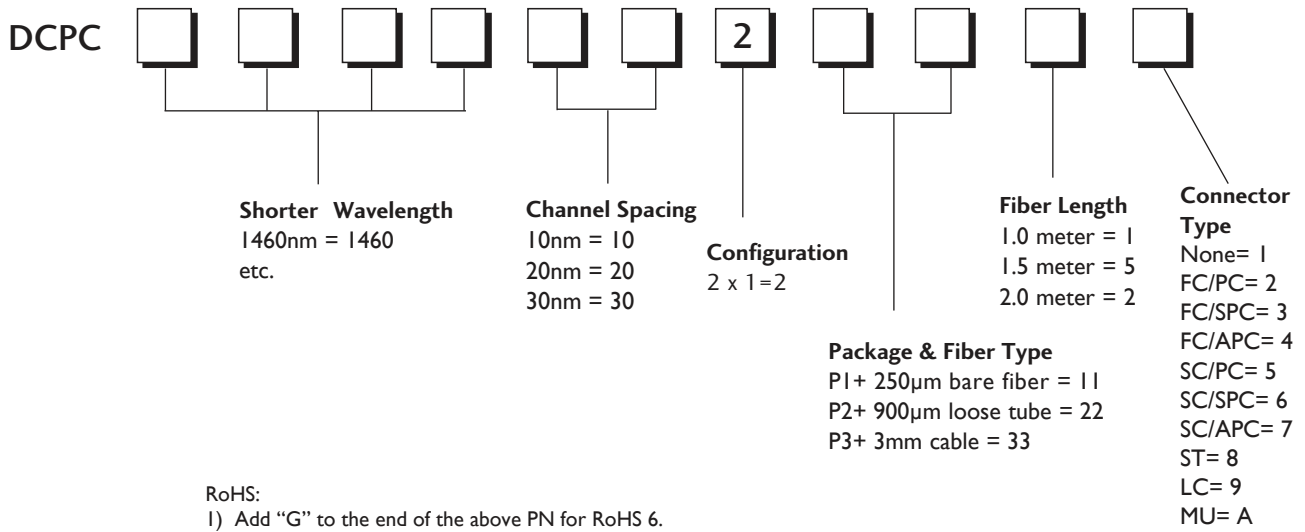 DCPC 2
Shorter Wavelength
1460nm = 1460
etc.
Channel Spacing
10nm = 10
20nm = 20
30nm = 30
Configuration
2 x 1=2
Package & Fiber Type
P1+ 250µm bare fiber = 11
P2+ 900µm loose tube = 22
P3+ 3mm cable = 33
Fiber Length
1.0 meter = 1
1.5 meter = 5
2.0 meter = 2
Connector
Type
None= 1
FC/PC= 2
FC/SPC= 3
FC/APC= 4
SC/PC= 5
SC/SPC= 6
SC/APC= 7
ST= 8
LC= 9
MU= A
RoHS:
1) Add “G” to the end of the above PN for RoHS 6.